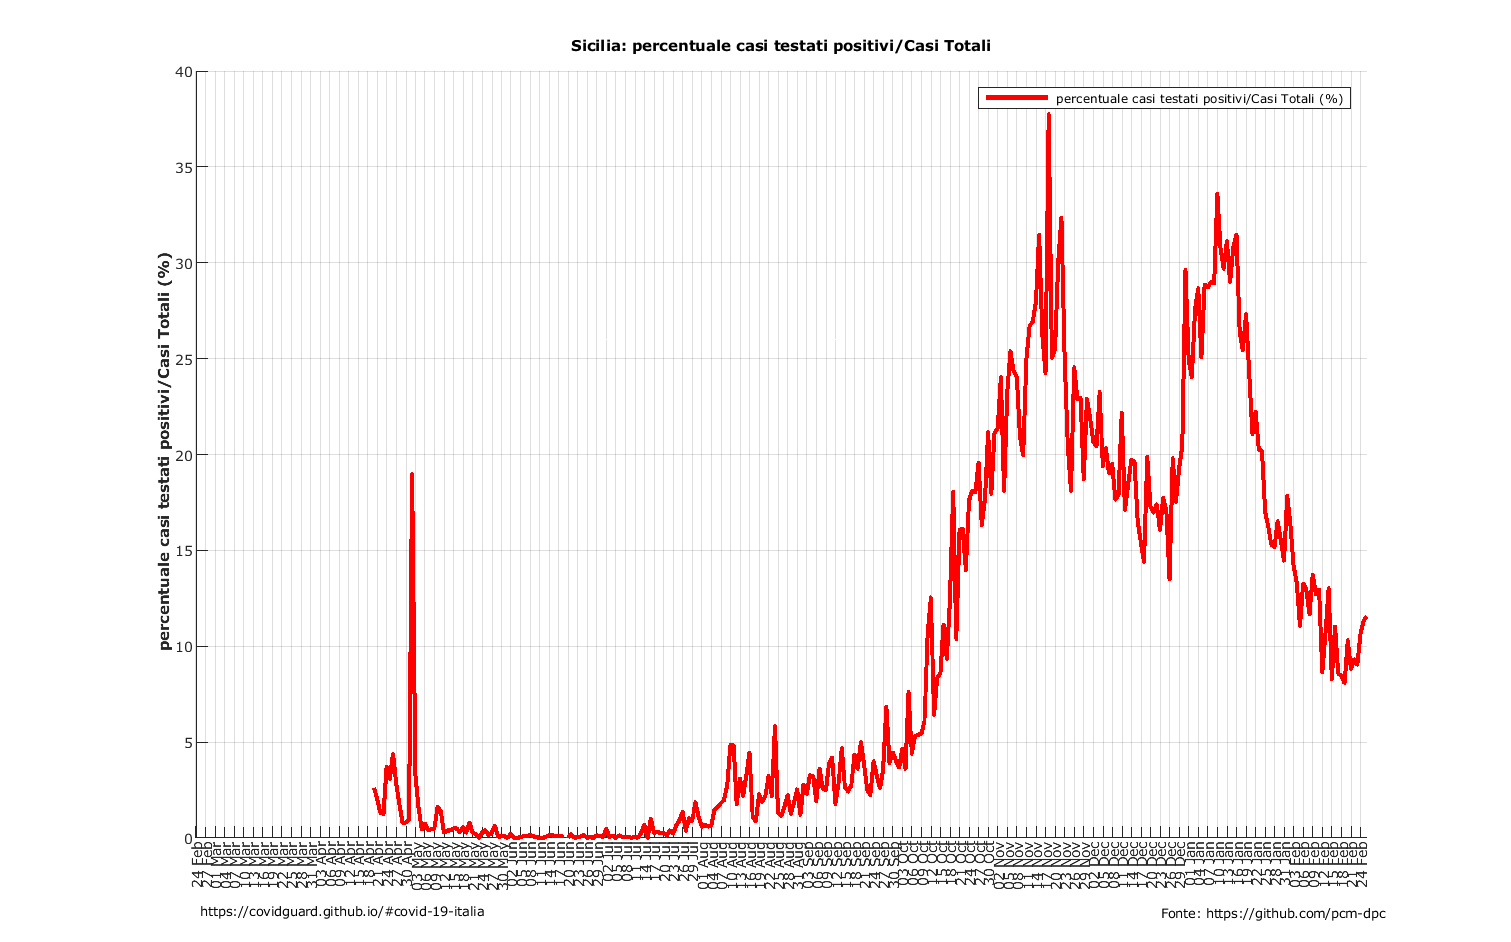 Sicilia: percentuale casi testati positivi/Casi Totali
percentuale casi testati positivi/Casi Totali (%)
percentuale casi testati positivi/Casi Totali (%)
40
35
30
25
20
15
10
5
0
24 Feb
27 Feb
01 Mar
04 Mar
07 Mar
10 Mar
13 Mar
16 Mar
19 Mar
22 Mar
25 Mar
28 Mar
31 Mar
03 Apr
06 Apr
09 Apr
12 Apr
15 Apr
18 Apr
21 Apr
24 Apr
27 Apr
30 Apr
03 May
06 May
09 May
12 May
15 May
18 May
21 May
24 May
27 May
30 May
02 Jun
05 Jun
08 Jun
11 Jun
14 Jun
17 Jun
20 Jun
23 Jun
26 Jun
29 Jun
02 Jul
05 Jul
08 Jul
11 Jul
14 Jul
17 Jul
20 Jul
23 Jul
26 Jul
29 Jul
01 Aug
04 Aug
07 Aug
10 Aug
13 Aug
16 Aug
19 Aug
22 Aug
25 Aug
28 Aug
31 Aug
03 Sep
06 Sep
09 Sep
12 Sep
15 Sep
18 Sep
21 Sep
24 Sep
27 Sep
30 Sep
03 Oct
06 Oct
09 Oct
12 Oct
15 Oct
18 Oct
21 Oct
24 Oct
27 Oct
30 Oct
02 Nov
05 Nov
08 Nov
11 Nov
14 Nov
17 Nov
20 Nov
23 Nov
26 Nov
29 Nov
02 Dec
05 Dec
08 Dec
11 Dec
14 Dec
17 Dec
20 Dec
23 Dec
26 Dec
29 Dec
01 Jan
04 Jan
07 Jan
10 Jan
13 Jan
16 Jan
19 Jan
22 Jan
25 Jan
28 Jan
31 Jan
03 Feb
06 Feb
09 Feb
12 Feb
15 Feb
18 Feb
21 Feb
24 Feb
https://covidguard.github.io/#covid-19-italia
Fonte: https://github.com/pcm-dpc